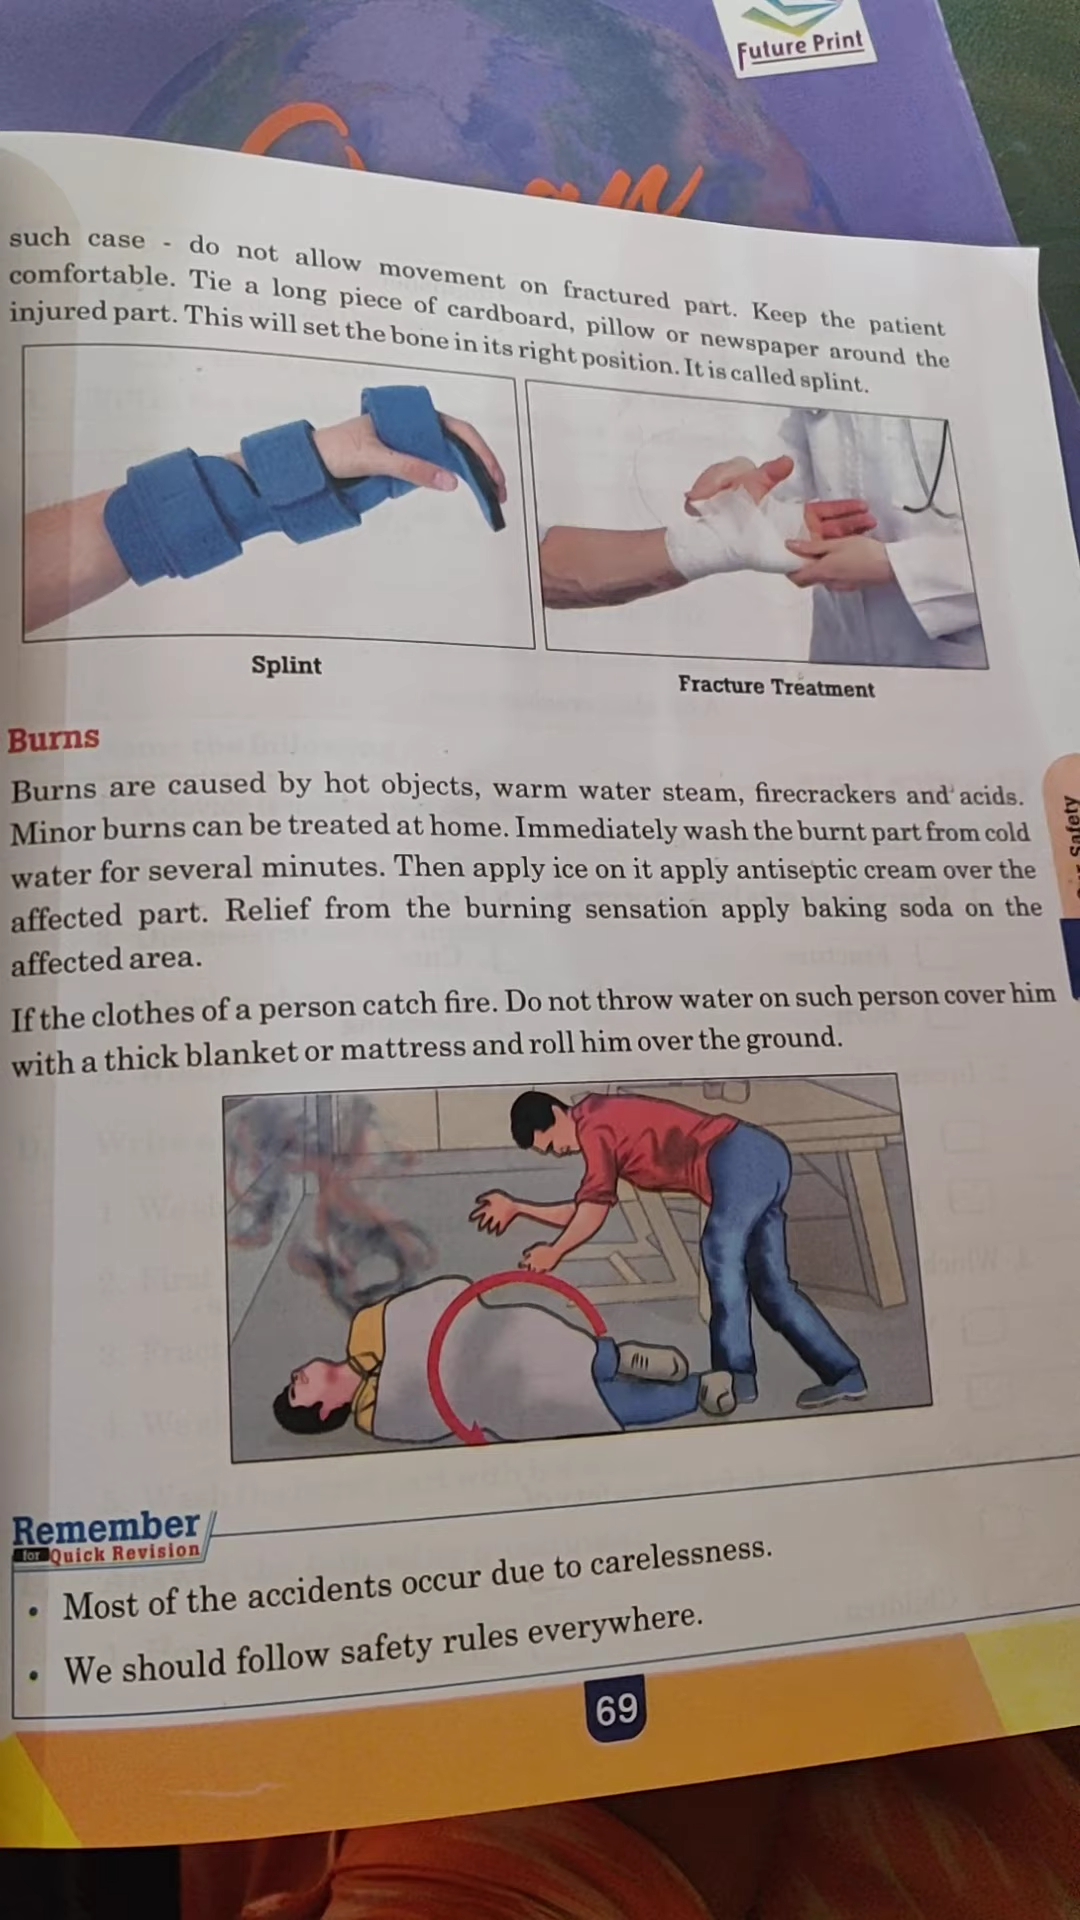 Future Print
such case - do not allow movement on fractured part. Keep the patient
comfortable. Tie a long piece of cardboard, pillow or newspaper around the
injured part. This will set the bone in its right position. It is called splint.
Splint
Fracture Treatment
Burns
Burns are caused by hot objects, warm water steam, firecrackers and acids.
Minor burns can be treated at home. Immediately wash the burnt part from cold
water for several minutes. Then apply ice on it apply antiseptic cream over the
affected part. Relief from the burning sensation apply baking soda on the
affected area.
If the clothes of a person catch fire. Do not throw water on such person cover him
with a thick blanket or mattress and roll him over the ground.
Safety
Remember
for Quick Revision
• Most of the accidents occur due to carelessness.
• We should follow safety rules everywhere.
69